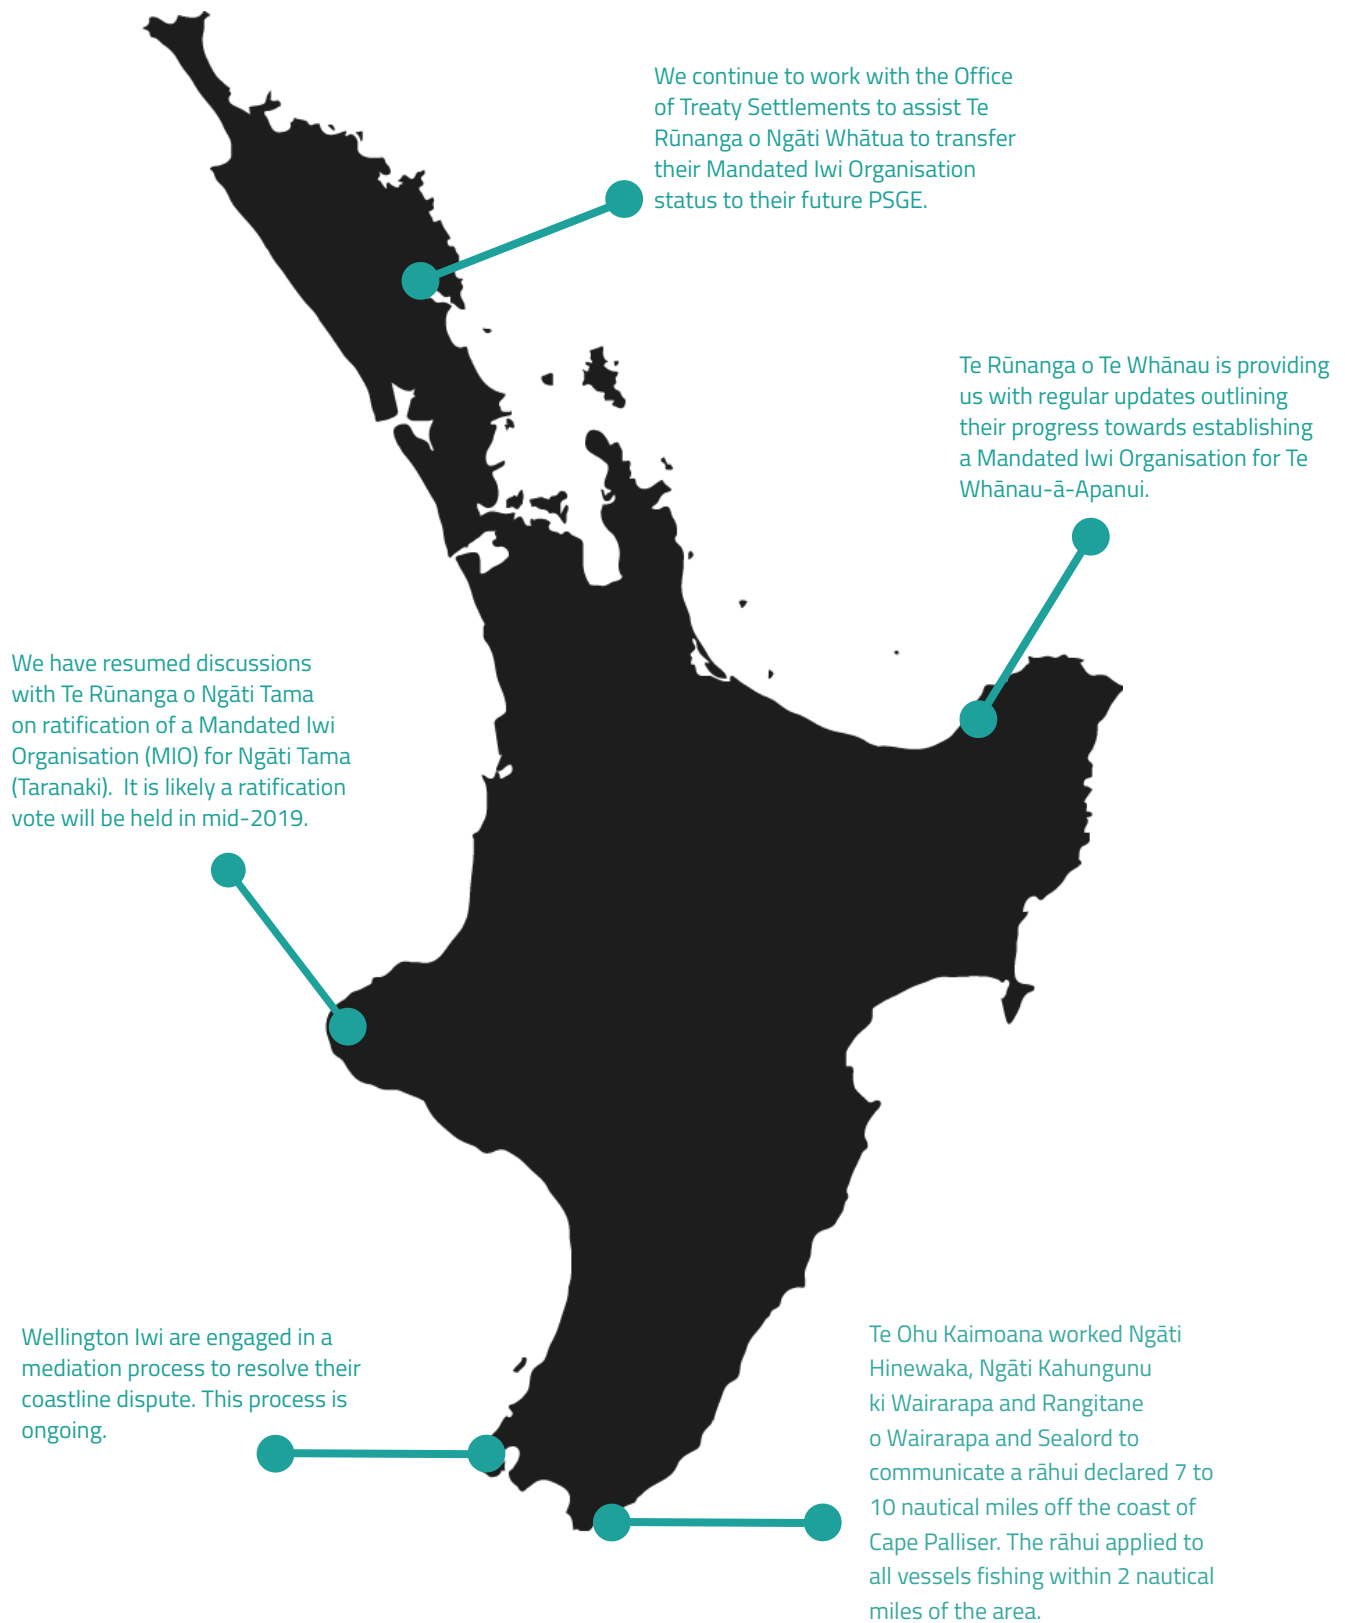 We continue to work with the Office
of Treaty Settlements to assist Te
Rūnanga o Ngāti Whātua to transfer
their Mandated Iwi Organisation
status to their future PSGE.
Te Rūnanga o Te Whānau is providing
us with regular updates outlining
their progress towards establishing
a Mandated Iwi Organisation for Te
Whānau-ā-Apanui.
We have resumed discussions
with Te Rūnanga o Ngāti Tama
on ratification of a Mandated Iwi
Organisation (MIO) for Ngāti Tama
(Taranaki).  It is likely a ratification
vote will be held in mid-2019.
Wellington Iwi are engaged in a
mediation process to resolve their
coastline dispute. This process is
ongoing.
Te Ohu Kaimoana worked Ngāti
Hinewaka, Ngāti Kahungunu
ki Wairarapa and Rangitane
o Wairarapa and Sealord to
communicate a rāhui declared 7 to
10 nautical miles off the coast of
Cape Palliser. The rāhui applied to
all vessels fishing within 2 nautical
miles of the area.